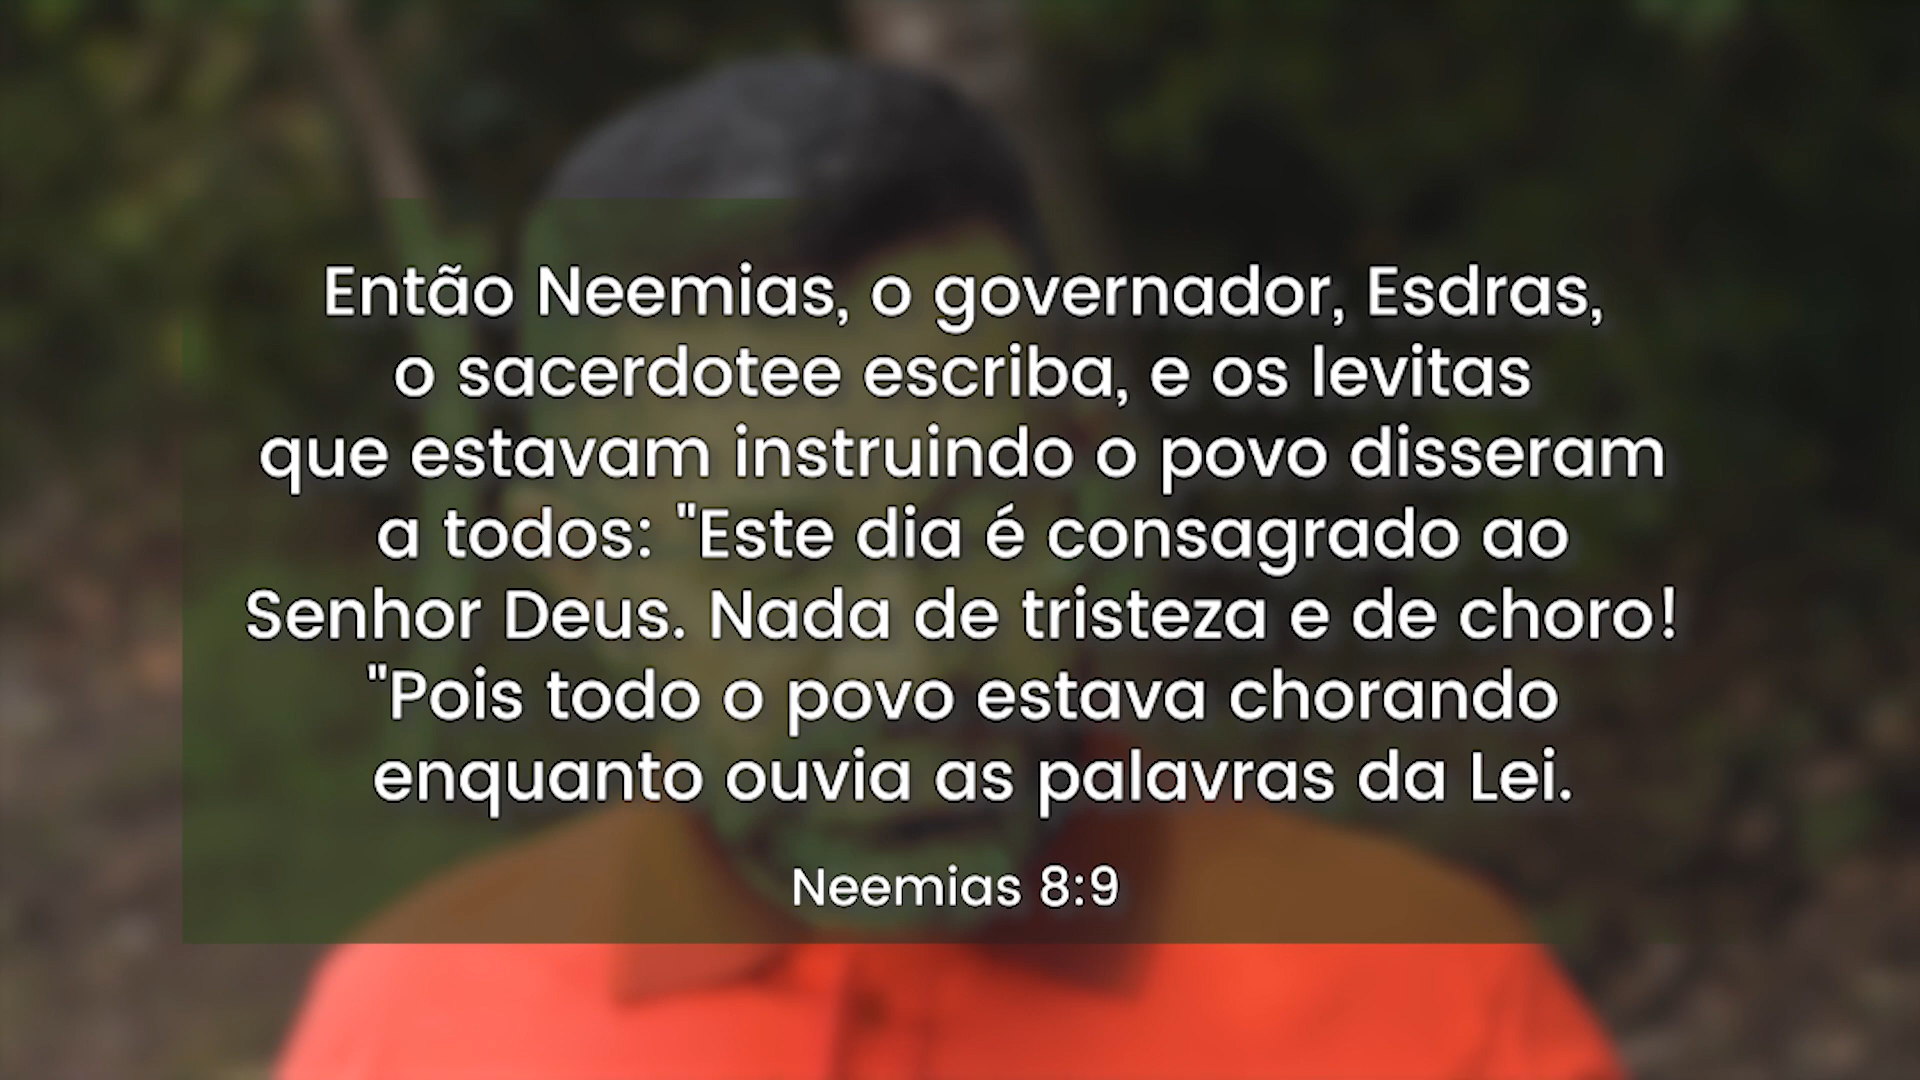 Então Neemias, o governador, Esdras,
o sacerdotee escriba, e os levitas
que estavam instruindo o povo disseram
a todos: "Este dia é consagrado ao
Senhor Deus. Nada de tristeza e de choro!
"Pois todo o povo estava chorando
enquanto ouvia as palavras da Lei.
Neemias 8:9